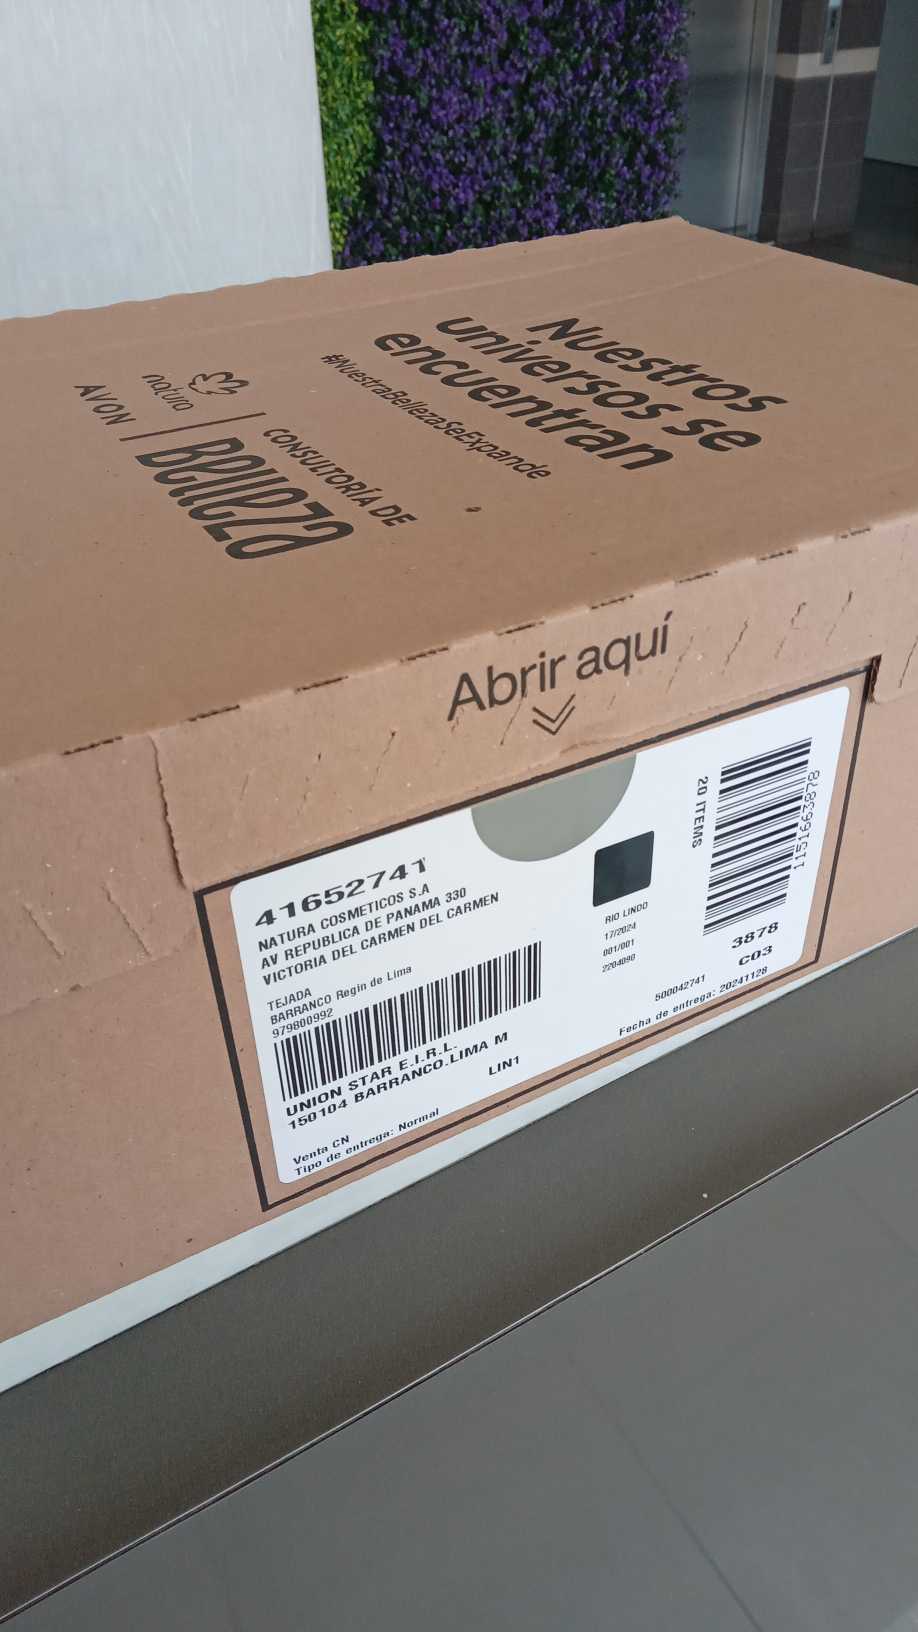 Nuestros
universos se
encuentran
#NuestraBellezaSeExpande
natura
AVON
CONSULTORÍA DE
Belleza
Abrir aquí
41652741
NATURA COSMETICOS S.A
AV REPUBLICA DE PANAMA 330
VICTORIA DEL CARMEN DEL CARMEN
TEJADA
BARRANCO Regin de Lima
979800992
UNION STAR E.I.R.L.
150104 BARRANCO.LIMA M
LIN1
Venta CN
Tipo de entrega: Normal
RIO LINDO
17/2024
001/001
2204090
20 ITEMS
1151663878
3878
C03
500042741
Fecha de entrega: 20241128